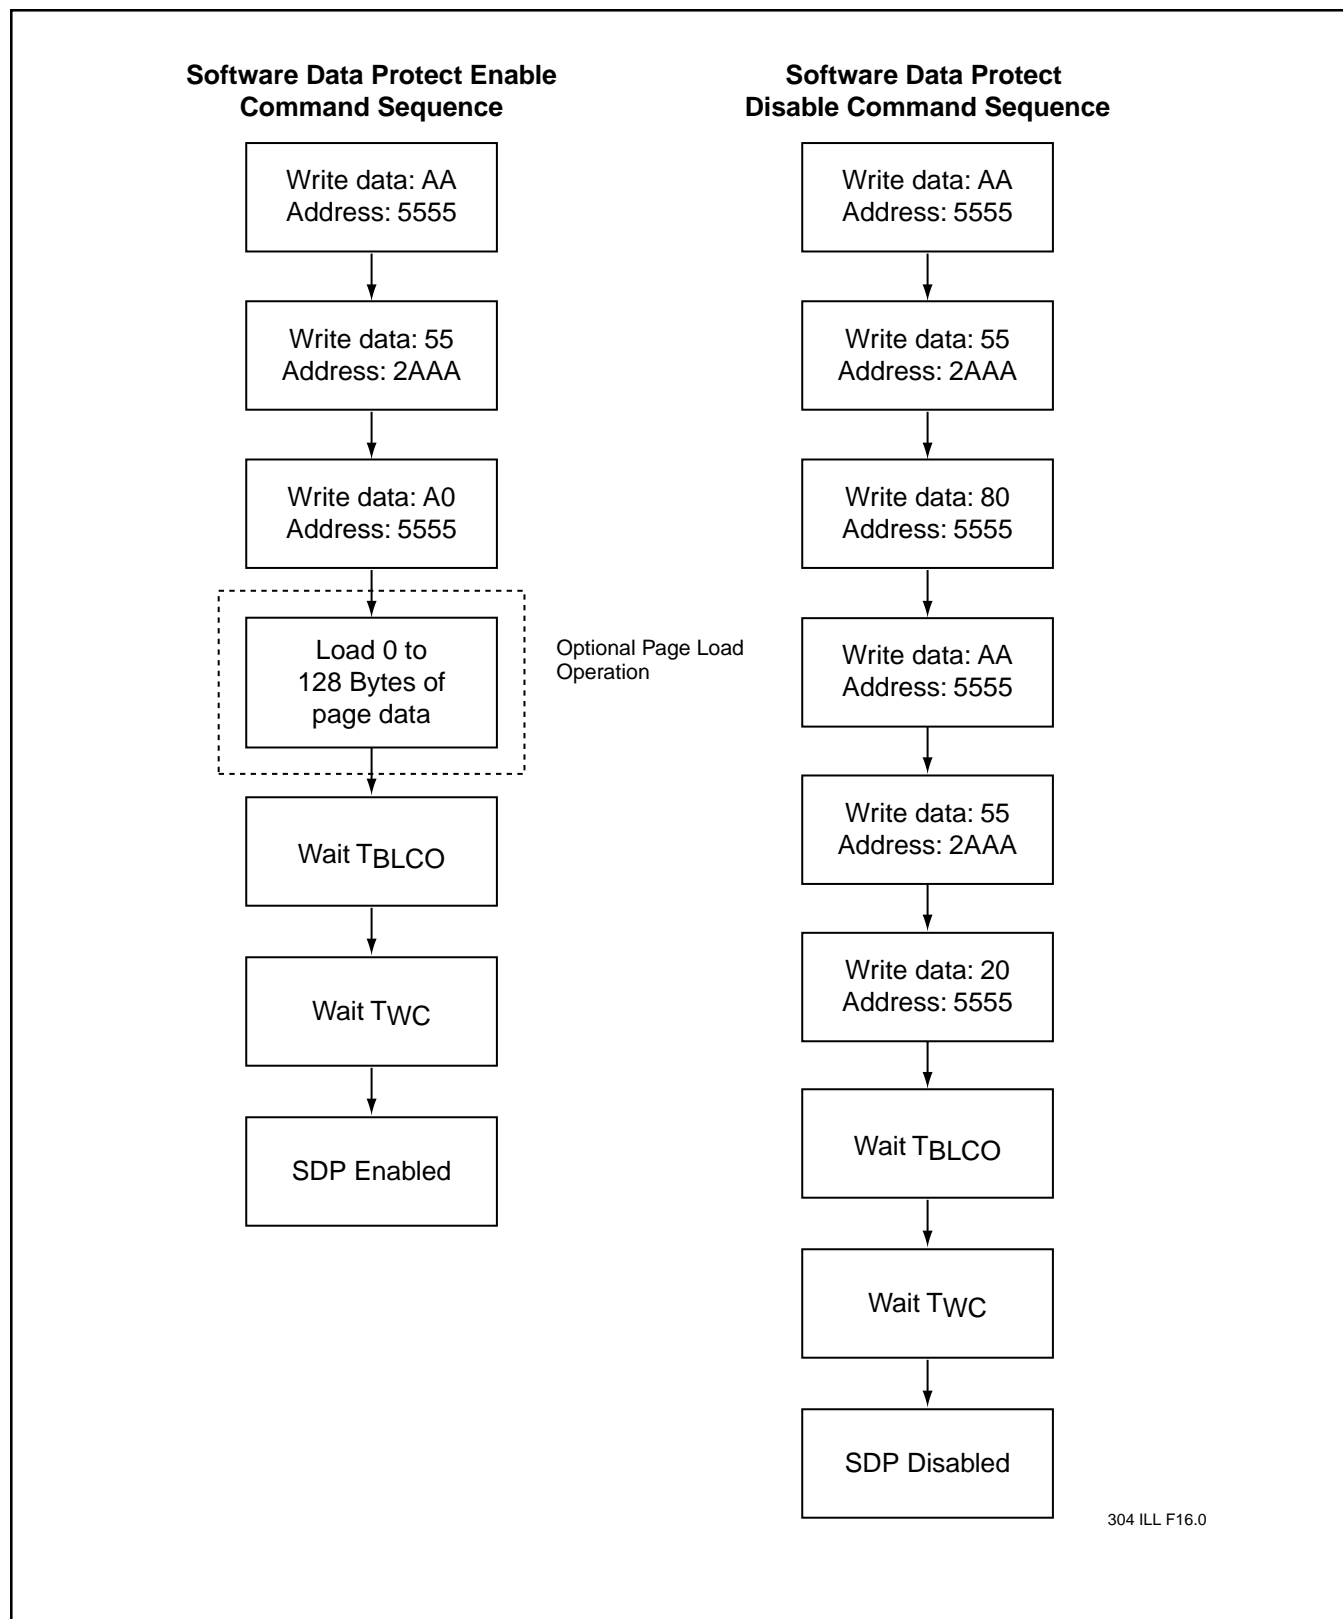 Software Data Protect Enable
Command Sequence
Write data: AA
Address: 5555
Write data: 55
Address: 2AAA
Write data: A0
Address: 5555
Load 0 to
128 Bytes of
page data
Optional Page Load
Operation
Wait TBLCO
Wait TWC
SDP Enabled
Software Data Protect
Disable Command Sequence
Write data: AA
Address: 5555
Write data: 55
Address: 2AAA
Write data: 80
Address: 5555
Write data: AA
Address: 5555
Write data: 55
Address: 2AAA
Write data: 20
Address: 5555
Wait TBLCO
Wait TWC
SDP Disabled
304 ILL F16.0